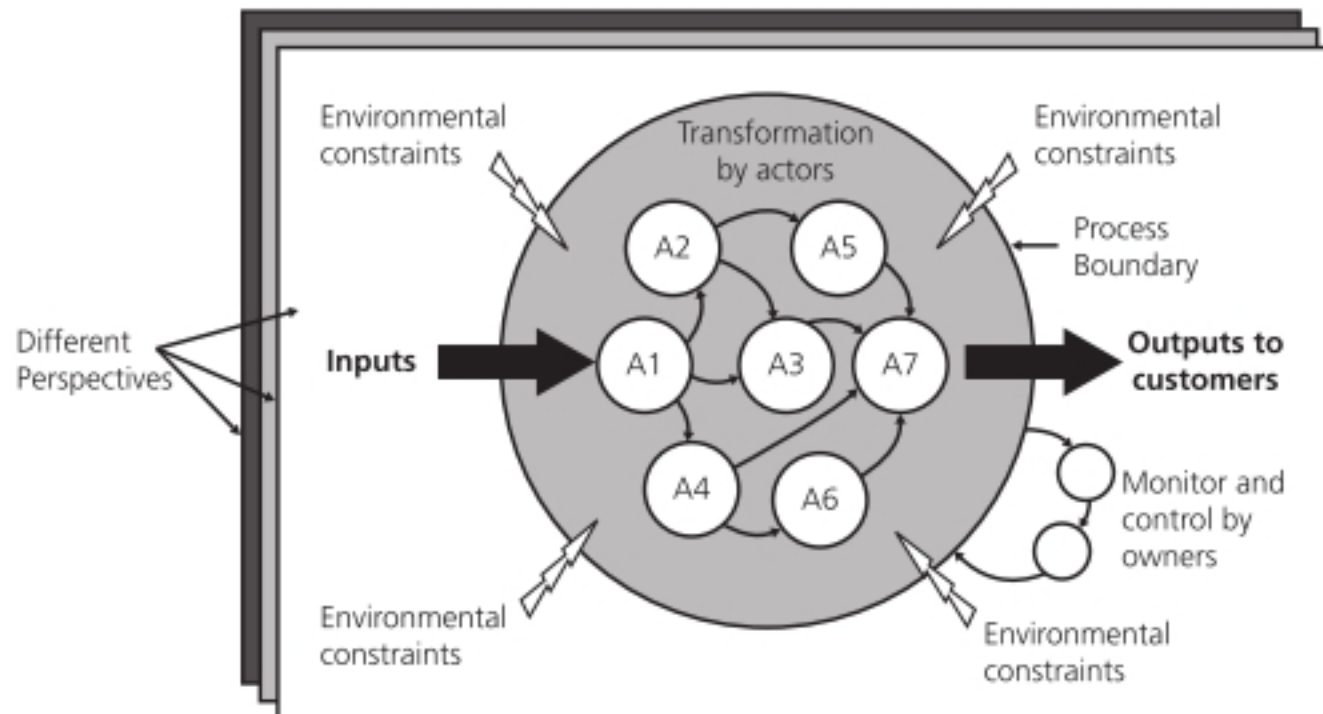 Environmental
constraints
Transformation
by actors
Environmental
constraints
A2
A5
Process
Boundary
Different
Perspectives
Inputs
A1
A3
A7
Outputs to
customers
A4
A6
Monitor and
control by
owners
Environmental
constraints
Environmental
constraints